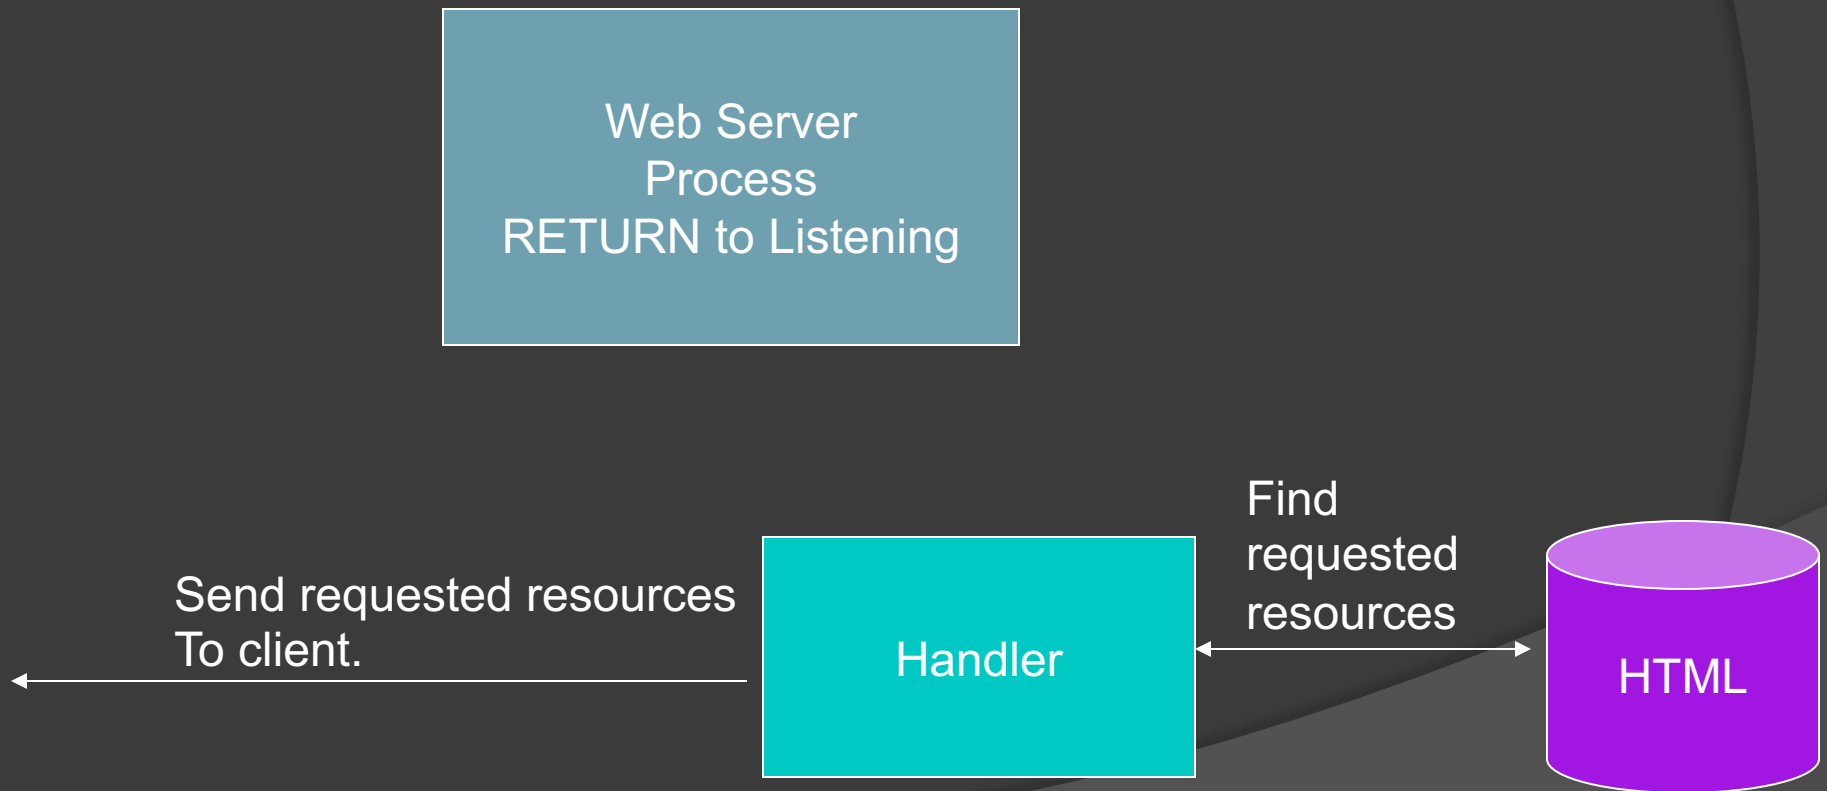 Web Server
Process
RETURN to Listening
Find
requested
resources
Send requested resources
To client.
Handler
HTML